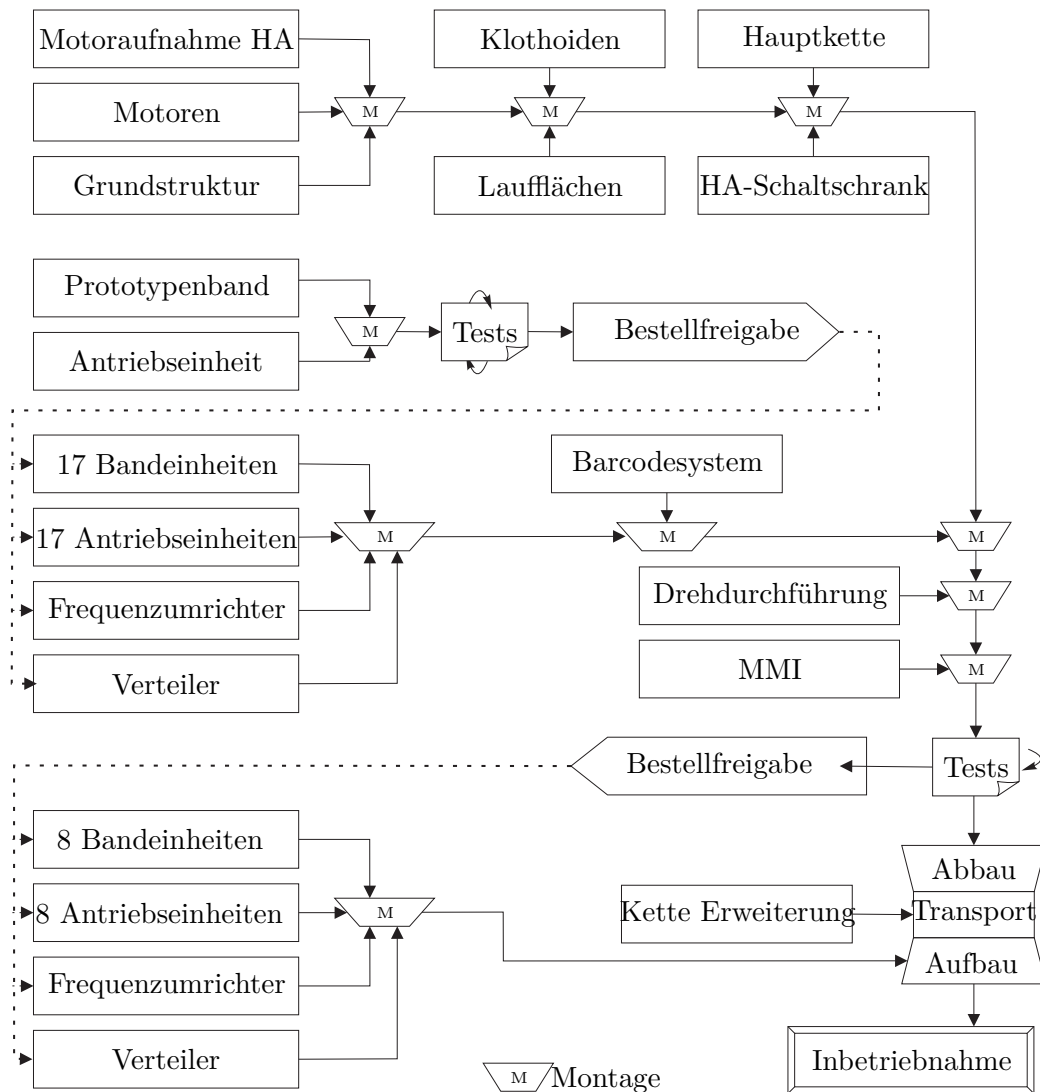 Motoraufnahme HA
Klothoiden
Hauptkette
Motoren
M
M
M
Grundstruktur
Laufflächen
HA-Schaltschrank
Prototypenband
M
Tests
Bestellfreigabe
Antriebseinheit
17 Bandeinheiten
Barcodesystem
17 Antriebseinheiten
M
M
M
Frequenzumrichter
Drehdurchführung
M
Verteiler
MMI
M
Bestellfreigabe
Tests
8 Bandeinheiten
Abbau
8 Antriebseinheiten
M
Kette Erweiterung
Transport
Frequenzumrichter
Aufbau
Verteiler
M Montage
Inbetriebnahme